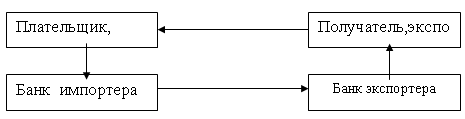 Плательщик,
Получатель,экспо
Банк импортера
Банк экспортера